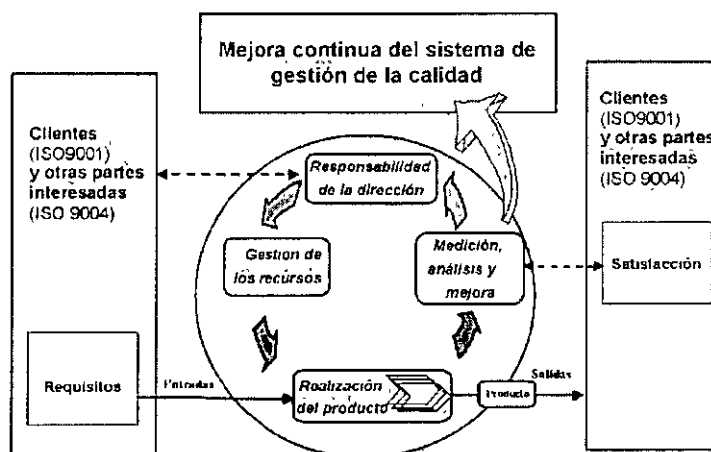 Mejora continua del sistema de
gestión de la calidad
Clientes
(ISO9001)
y otras partes
interesadas
(ISO 9004)
Clientes
(ISO9001)
y otras partes
interesadas
(ISO 9004)
Responsabilidad
de la dirección
Gestion de
los recursos
Medición,
análisis y
mejora
Satisfacción
Requisitos
Entradas
Realización
del producto
Producto
Salidas